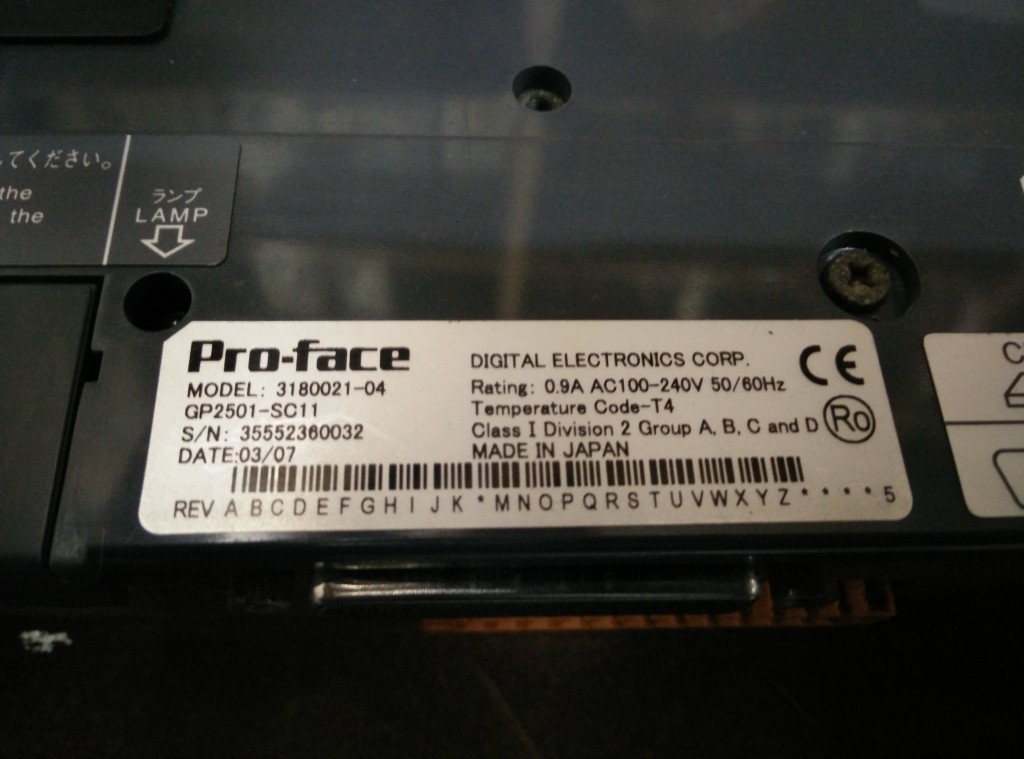 てください。
the
the
ランプ
LAMP
Pro-face
MODEL: 3180021-04
GP2501-SC11
S/N: 35552360032
DATE:03/07
DIGITAL ELECTRONICS CORP.
Rating: 0.9A AC100-240V 50/60Hz
Temperature Code-T4
Class I Division 2 Group A, B, C and D
MADE IN JAPAN
CE
Ro
REV A B C D E F G H I J K * M N O P Q R S T U V W X Y Z * * * * 5